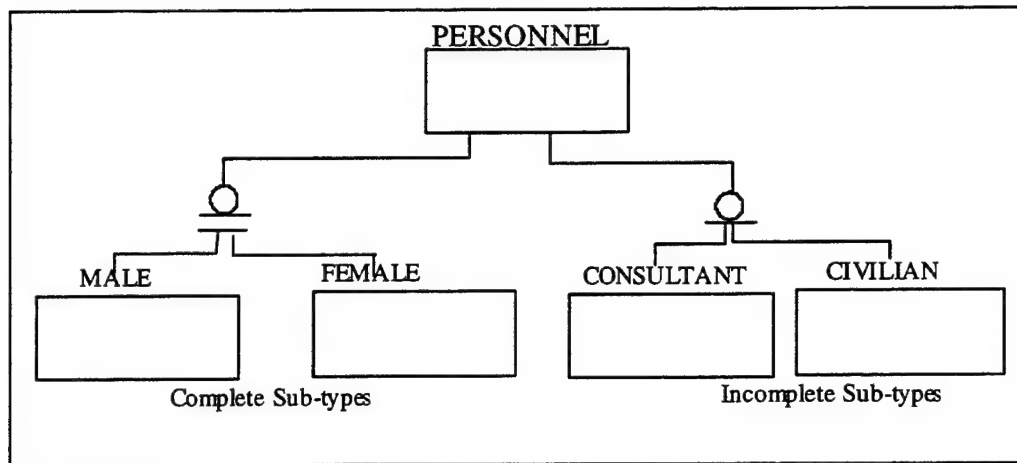 PERSONNEL
MALE
FEMALE
CONSULTANT
CIVILIAN
Complete Sub-types
Incomplete Sub-types